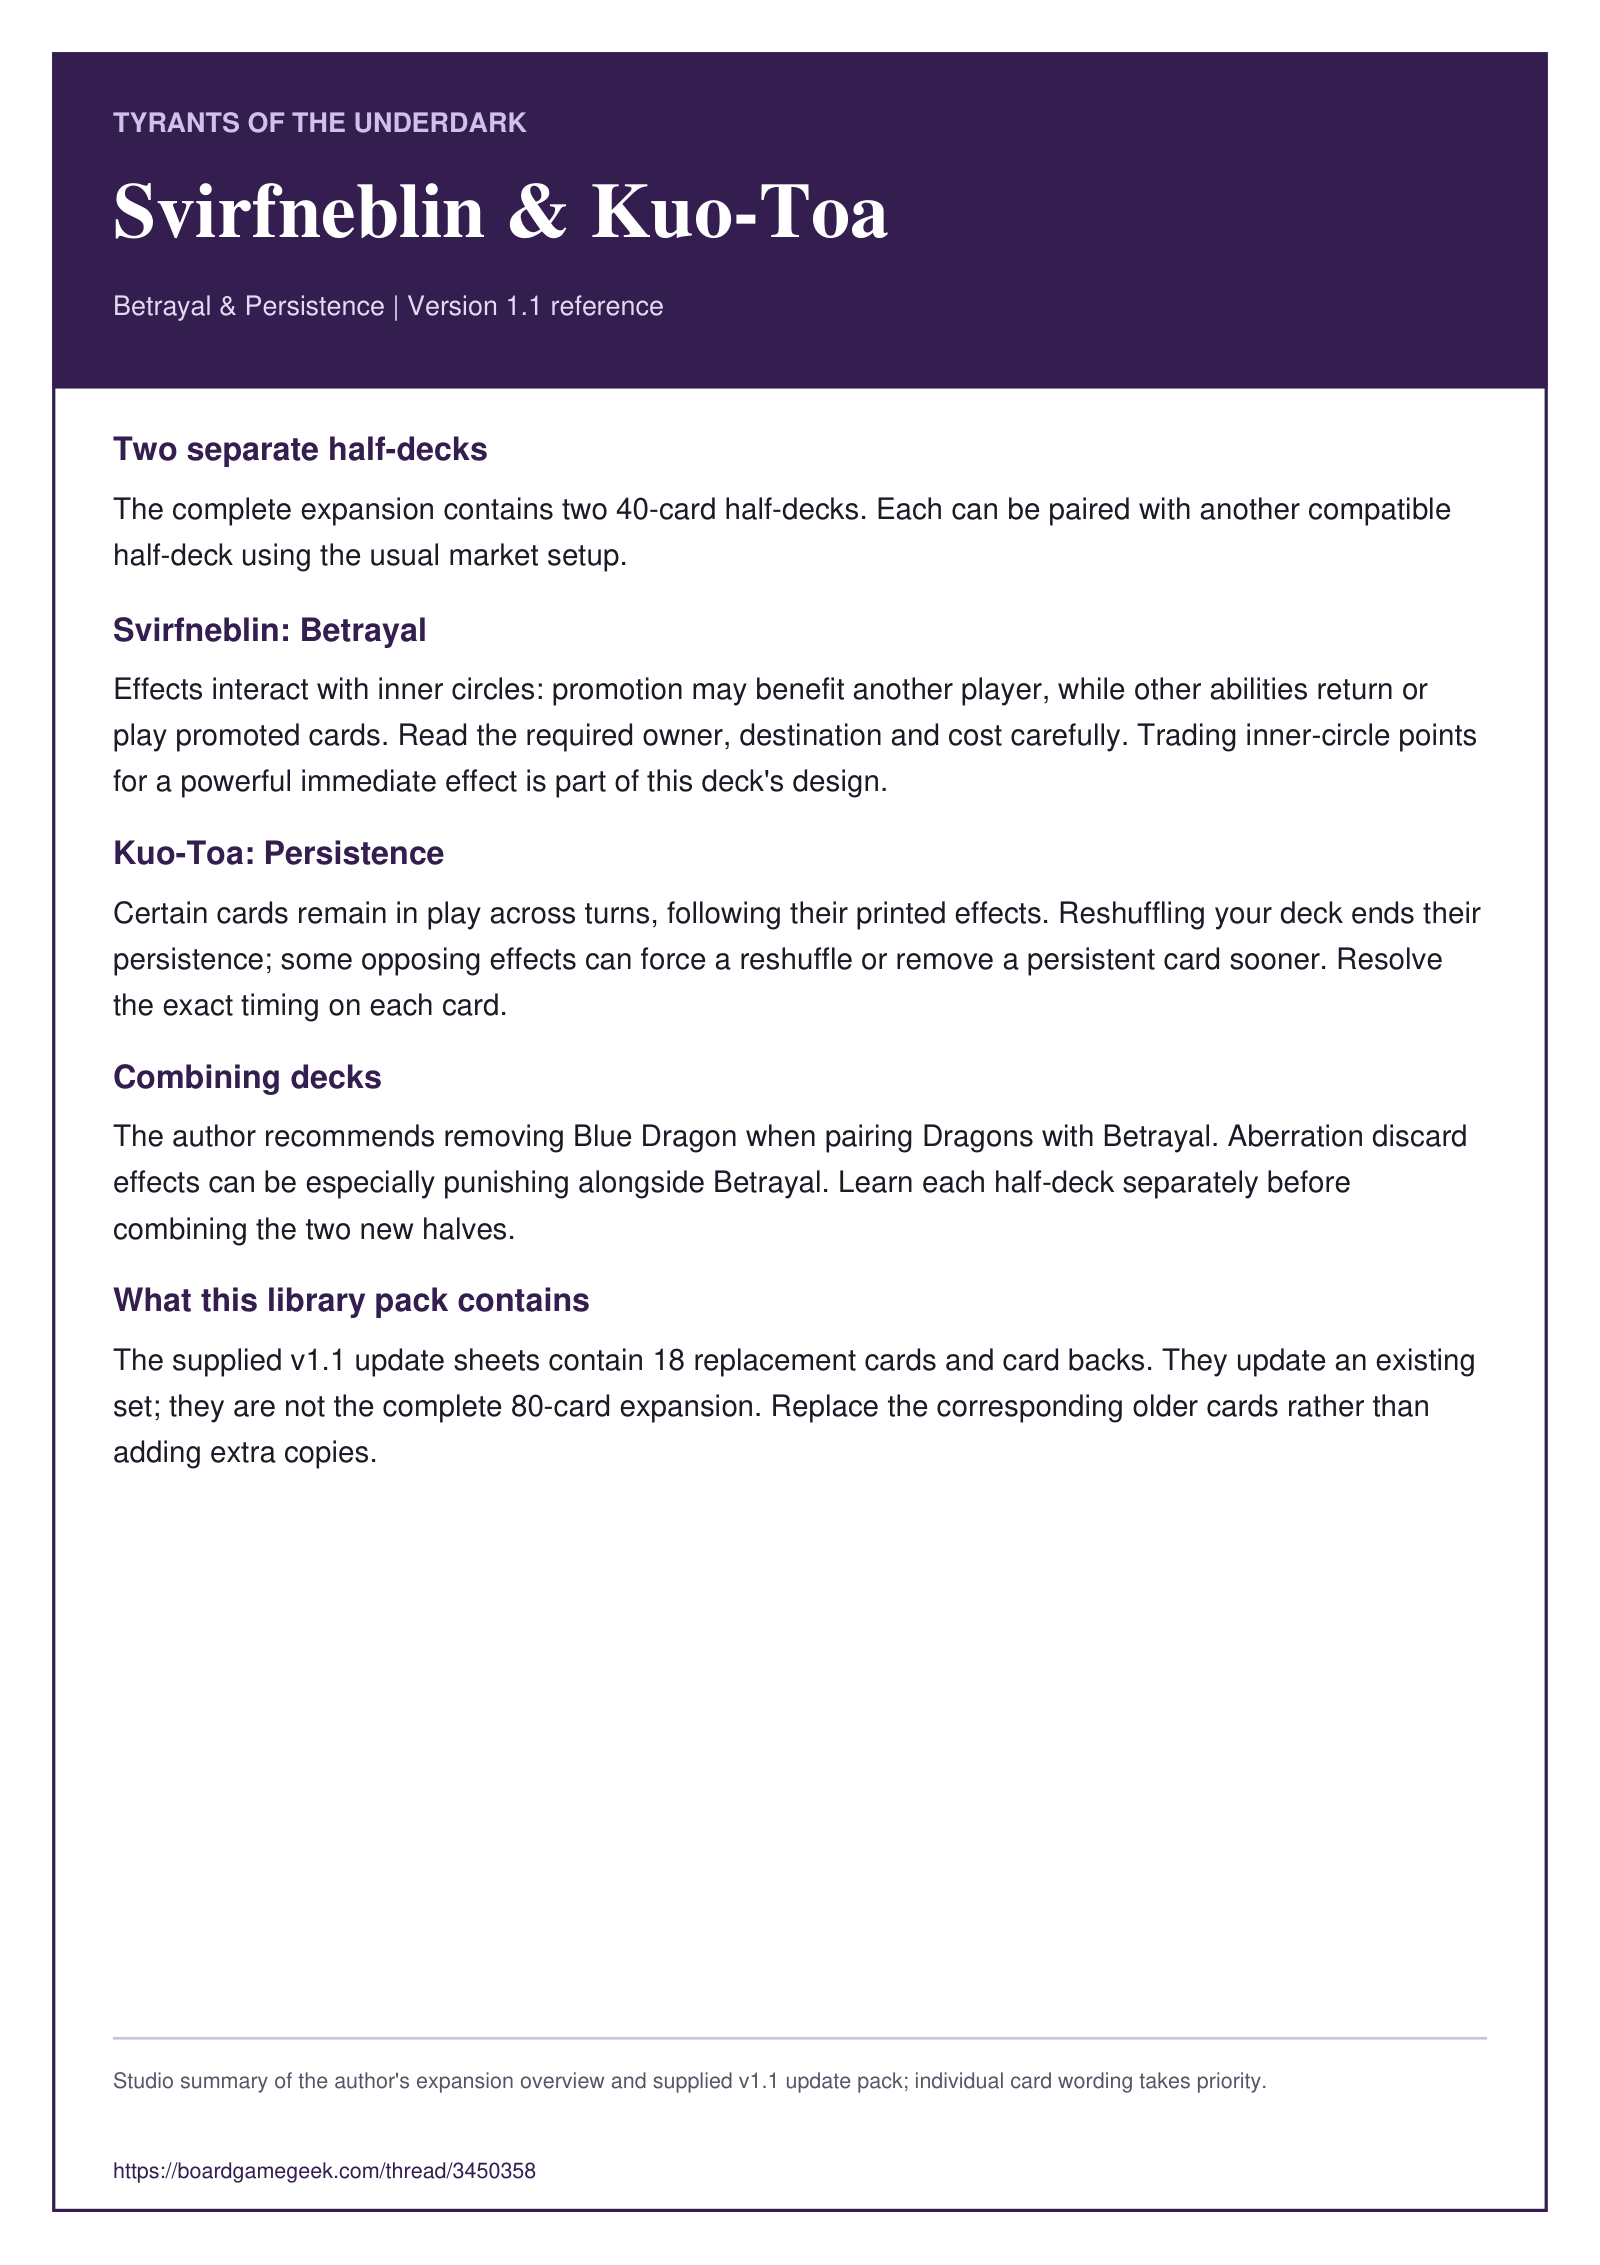 TYRANTS OF THE UNDERDARK
Svirfneblin & Kuo-Toa
Betrayal & Persistence | Version 1.1 reference
Two separate half-decks
The complete expansion contains two 40-card half-decks. Each can be paired with another compatible
half-deck using the usual market setup.
Svirfneblin: Betrayal
Effects interact with inner circles: promotion may benefit another player, while other abilities return or
play promoted cards. Read the required owner, destination and cost carefully. Trading inner-circle points
for a powerful immediate effect is part of this deck's design.
Kuo-Toa: Persistence
Certain cards remain in play across turns, following their printed effects. Reshuffling your deck ends their
persistence; some opposing effects can force a reshuffle or remove a persistent card sooner. Resolve
the exact timing on each card.
Combining decks
The author recommends removing Blue Dragon when pairing Dragons with Betrayal. Aberration discard
effects can be especially punishing alongside Betrayal. Learn each half-deck separately before
combining the two new halves.
What this library pack contains
The supplied v1.1 update sheets contain 18 replacement cards and card backs. They update an existing
set; they are not the complete 80-card expansion. Replace the corresponding older cards rather than
adding extra copies.
Studio summary of the author's expansion overview and supplied v1.1 update pack; individual card wording takes priority.
https://boardgamegeek.com/thread/3450358